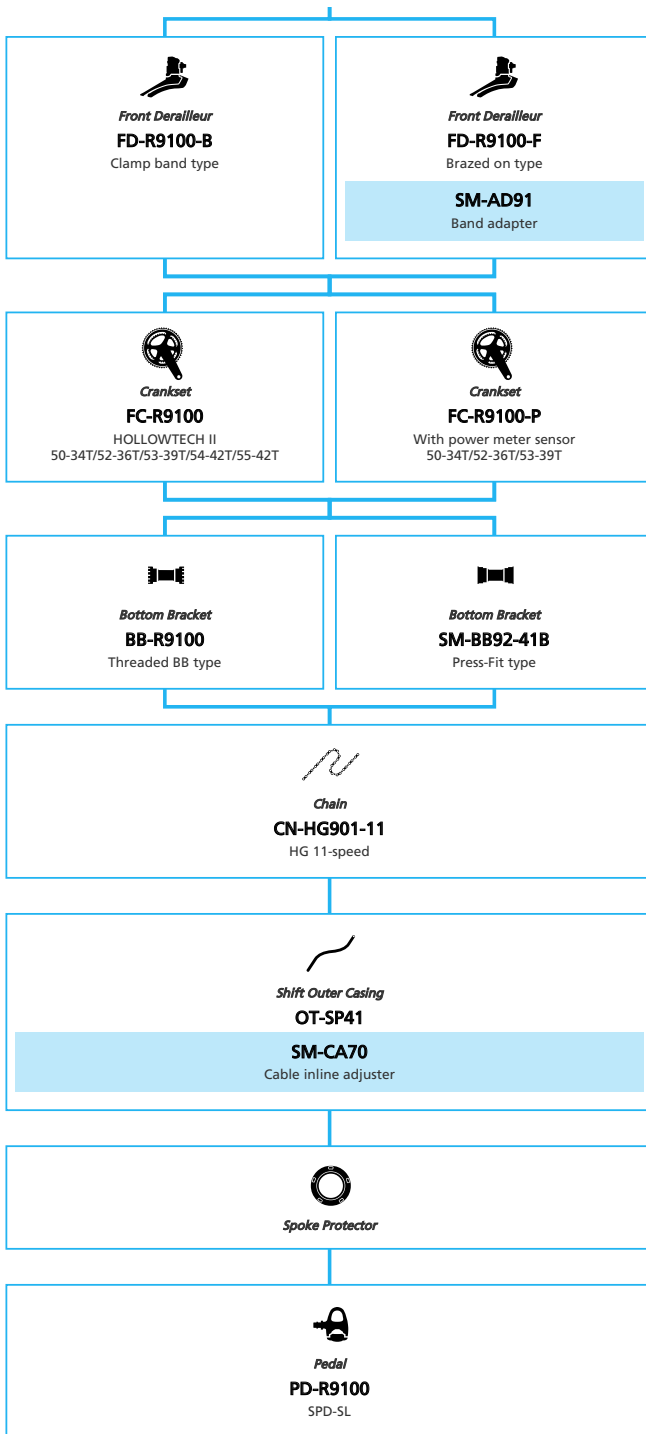 Front Derailleur
FD-R9100-B
Clamp band type
Front Derailleur
FD-R9100-F
Brazed on type
SM-AD91
Band adapter
Crankset
FC-R9100
HOLLOWTECH II
50-34T/52-36T/53-39T/54-42T/55-42T
Crankset
FC-R9100-P
With power meter sensor
50-34T/52-36T/53-39T
Bottom Bracket
BB-R9100
Threaded BB type
Bottom Bracket
SM-BB92-41B
Press-Fit type
Chain
CN-HG901-11
HG 11-speed
Shift Outer Casing
OT-SP41
SM-CA70
Cable inline adjuster
Spoke Protector
Pedal
PD-R9100
SPD-SL